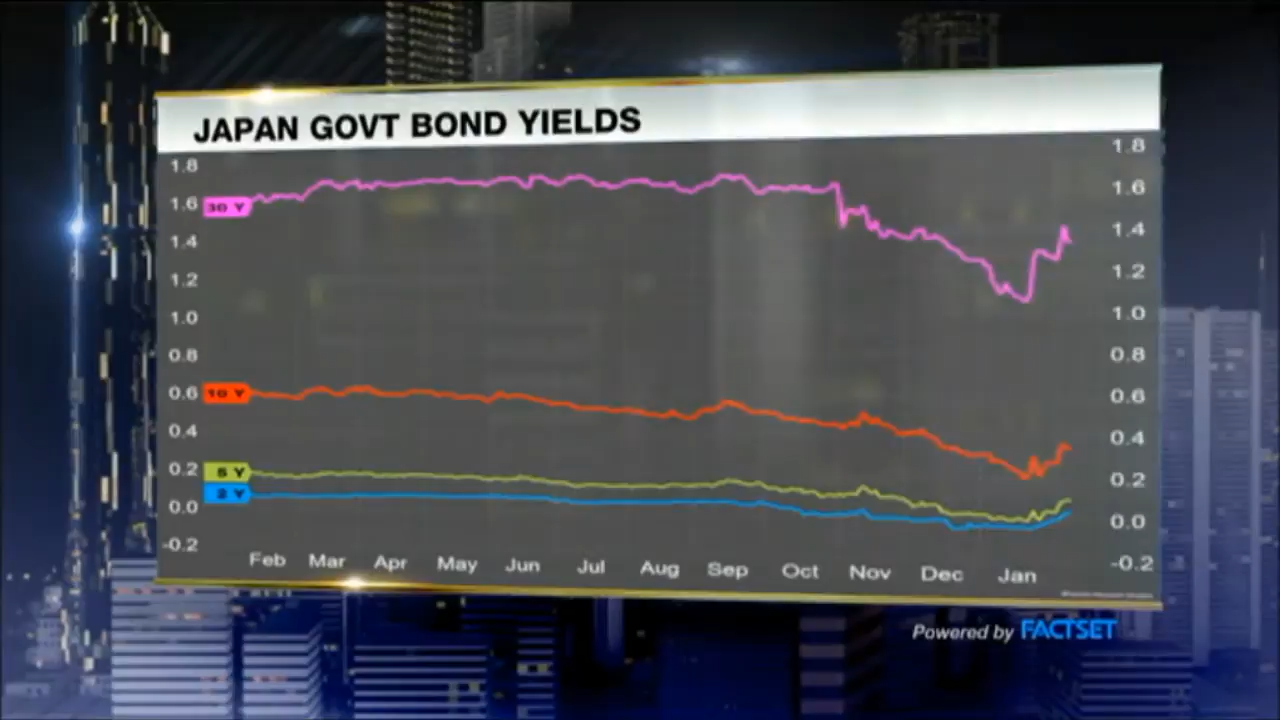 JAPAN GOVT BOND YIELDS
1.8 1.8
30 Y 1.6 1.6
1.4 1.4
1.2 1.2
1.0 1.0
0.8 0.8
0.6 10 Y 0.6
0.4 0.4
0.2 5 Y 0.2
2 Y
0.0 0.0
-0.2 -0.2
Feb Mar Apr May Jun Jul Aug Sep Oct Nov Dec Jan
Powered by FACTSET